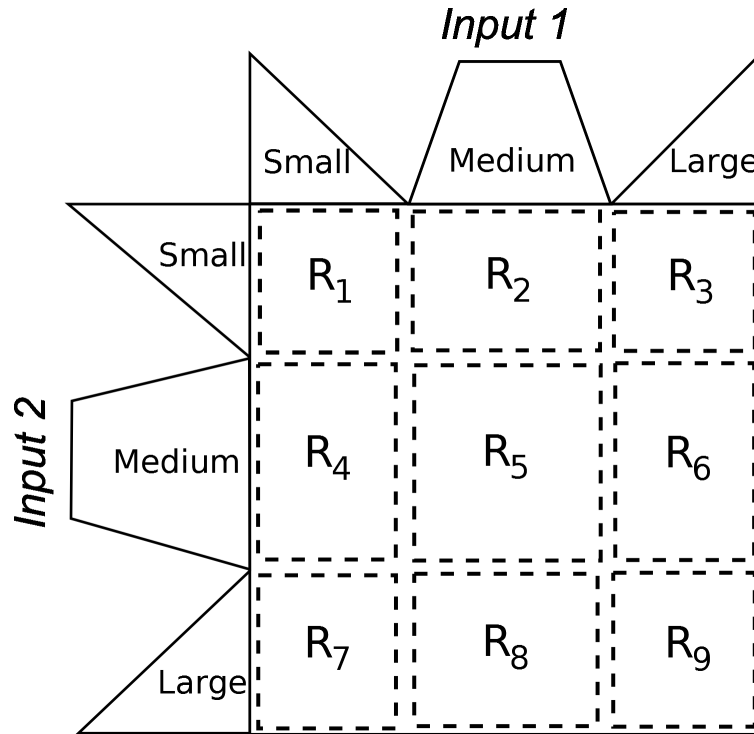 Input 1
Small Medium Large
Small R1 R2 R3
Input 2
Medium R4 R5 R6
Large R7 R8 R9